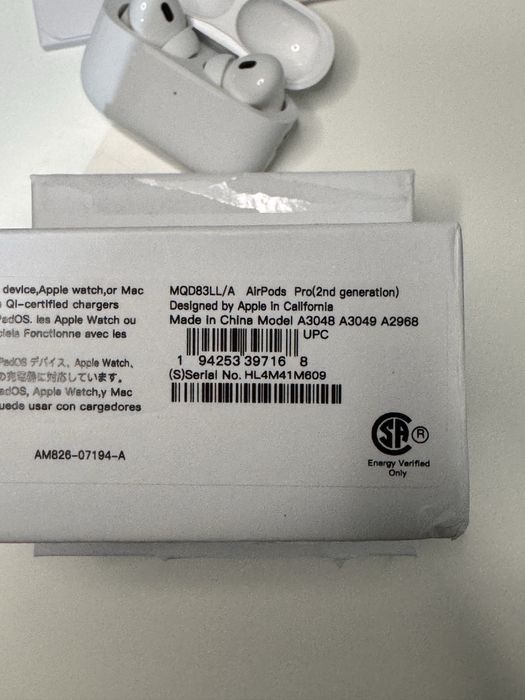 device,Apple watch,or Mac
QI-certified chargers
PadOS. les Apple Watch ou
ciels Fonctionne avec les
PadOS デバイス、Apple Watch、
の充電器に対応しています。
adOS, Apple Watch,y Mac
uede usar con cargadores
AM826-07194-A
MQD83LL/A AirPods Pro(2nd generation)
Designed by Apple in California
Made in China Model A3048 A3049 A2968
UPC
1 94253 39716 8
(S)Serial No. HL4M41M609
SA ®
Energy Verified
Only